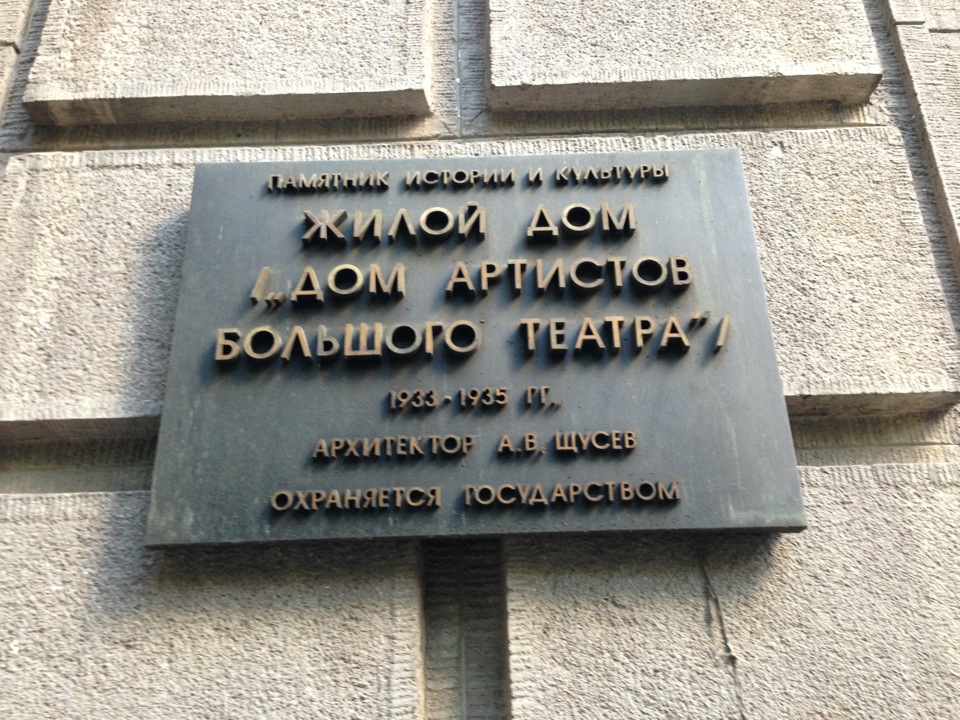 ПАМЯТНИК ИСТОРИИ И КУЛЬТУРЫ
ЖИЛОЙ ДОМ
/„ДОМ АРТИСТОВ
БОЛЬШОГО ТЕАТРА”/
1933-1935 ГГ.,
АРХИТЕКТОР А.В. ЩУСЕВ
ОХРАНЯЕТСЯ ГОСУДАРСТВОМ